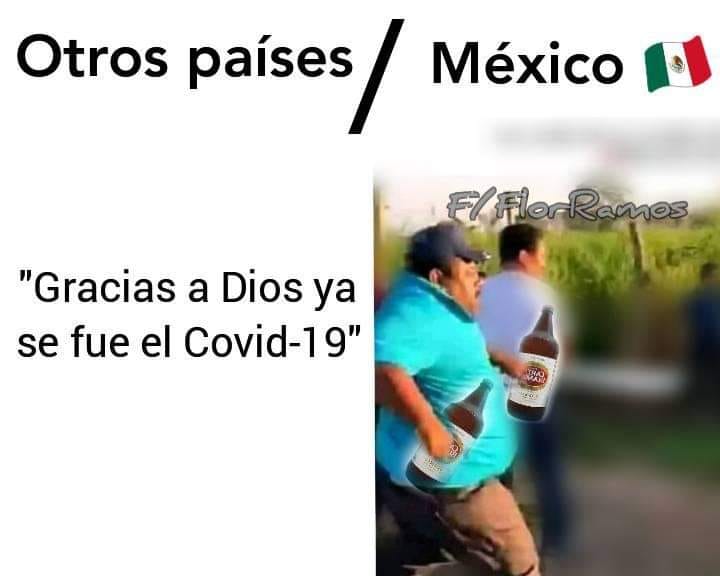 Otros países / México
F/FlorRamos
"Gracias a Dios ya
se fue el Covid-19"